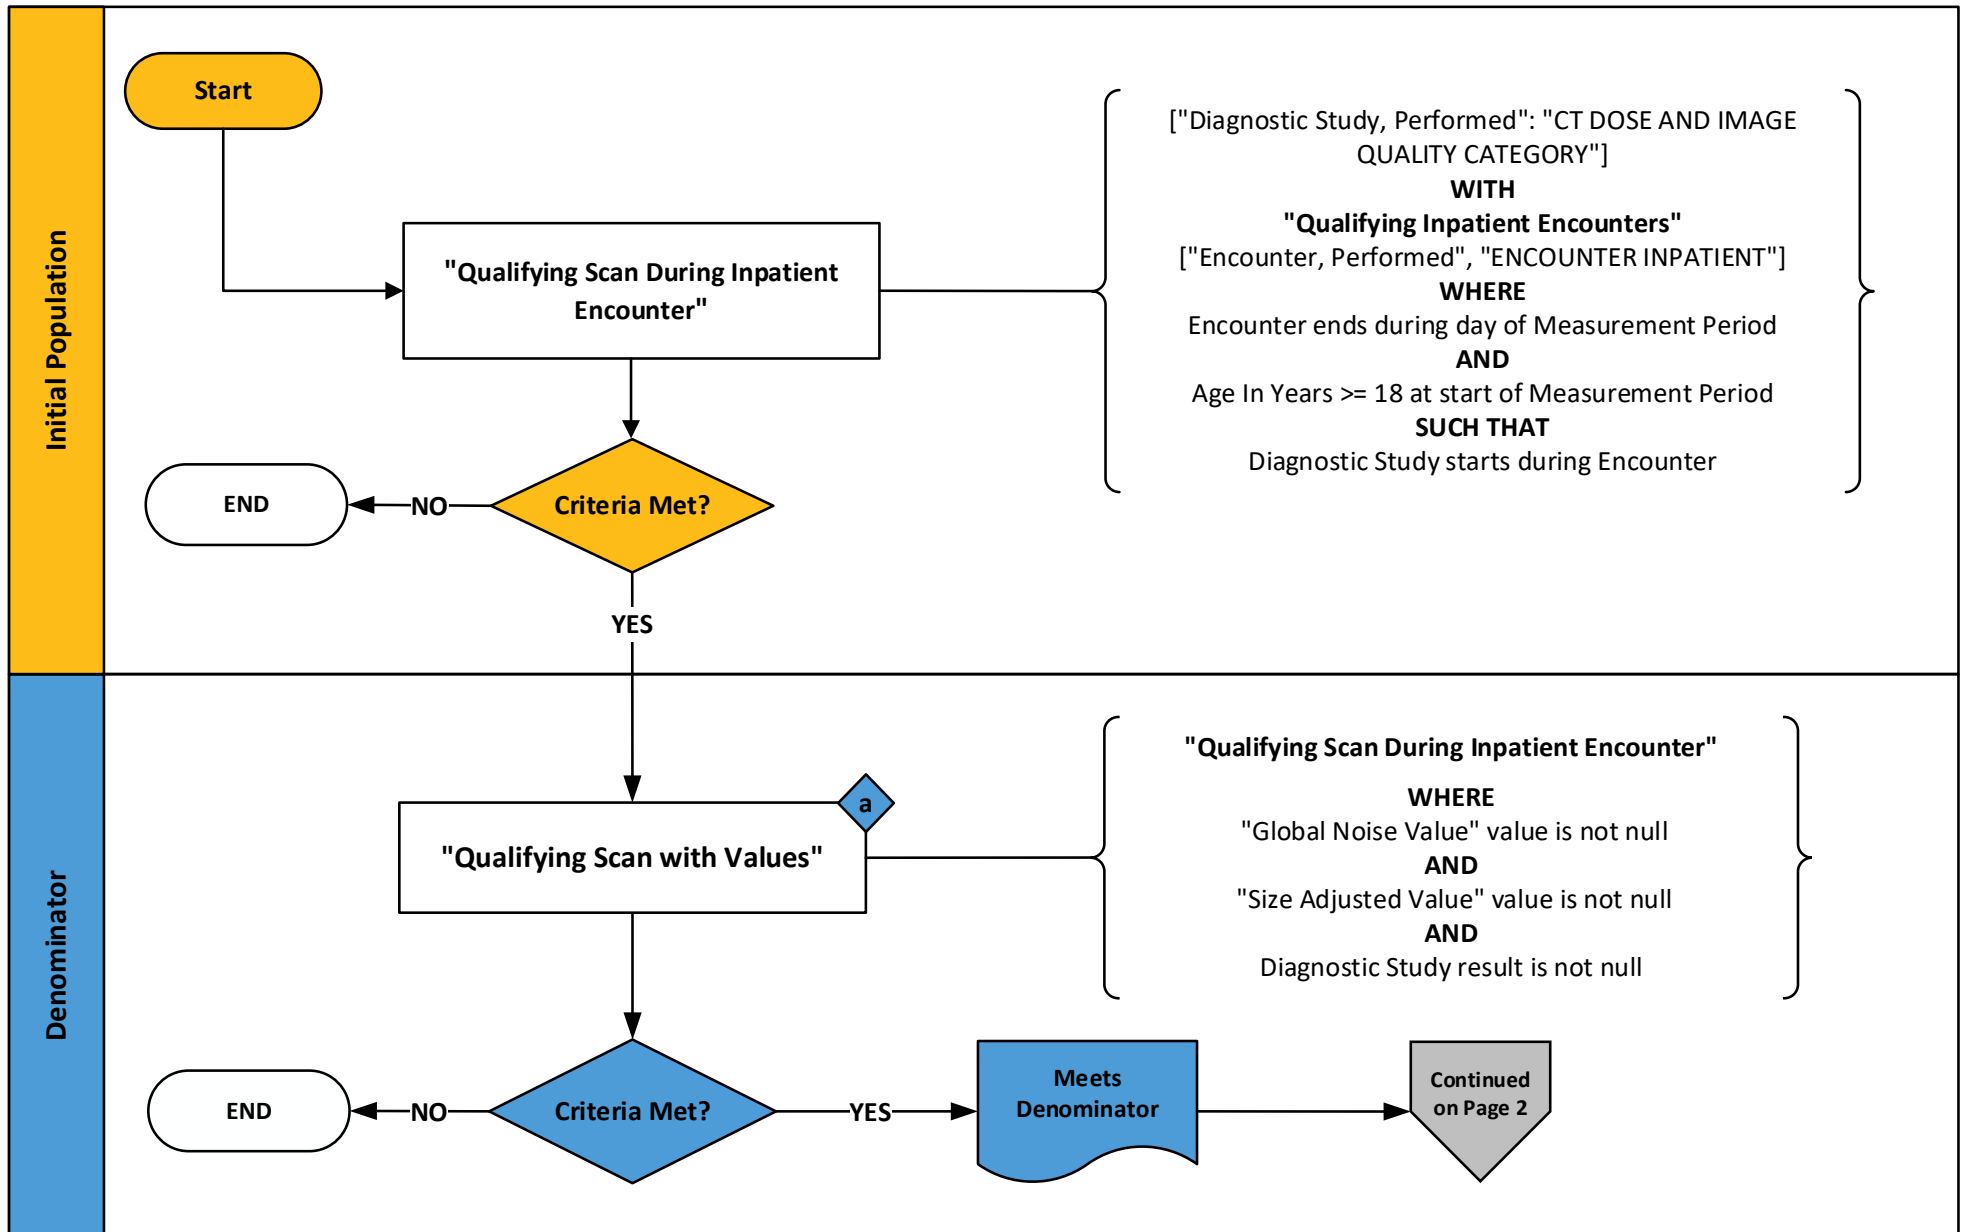 Initial Population
Start
"Qualifying Scan During Inpatient
Encounter"
["Diagnostic Study, Performed": "CT DOSE AND IMAGE
QUALITY CATEGORY"]
WITH
"Qualifying Inpatient Encounters"
["Encounter, Performed", "ENCOUNTER INPATIENT"]
WHERE
Encounter ends during day of Measurement Period
AND
Age In Years >= 18 at start of Measurement Period
SUCH THAT
Diagnostic Study starts during Encounter
Criteria Met?
NO
END
YES
Denominator
"Qualifying Scan with Values"
a
"Qualifying Scan During Inpatient Encounter"
WHERE
"Global Noise Value" value is not null
AND
"Size Adjusted Value" value is not null
AND
Diagnostic Study result is not null
Criteria Met?
NO
END
YES
Meets
Denominator
Continued
on Page 2